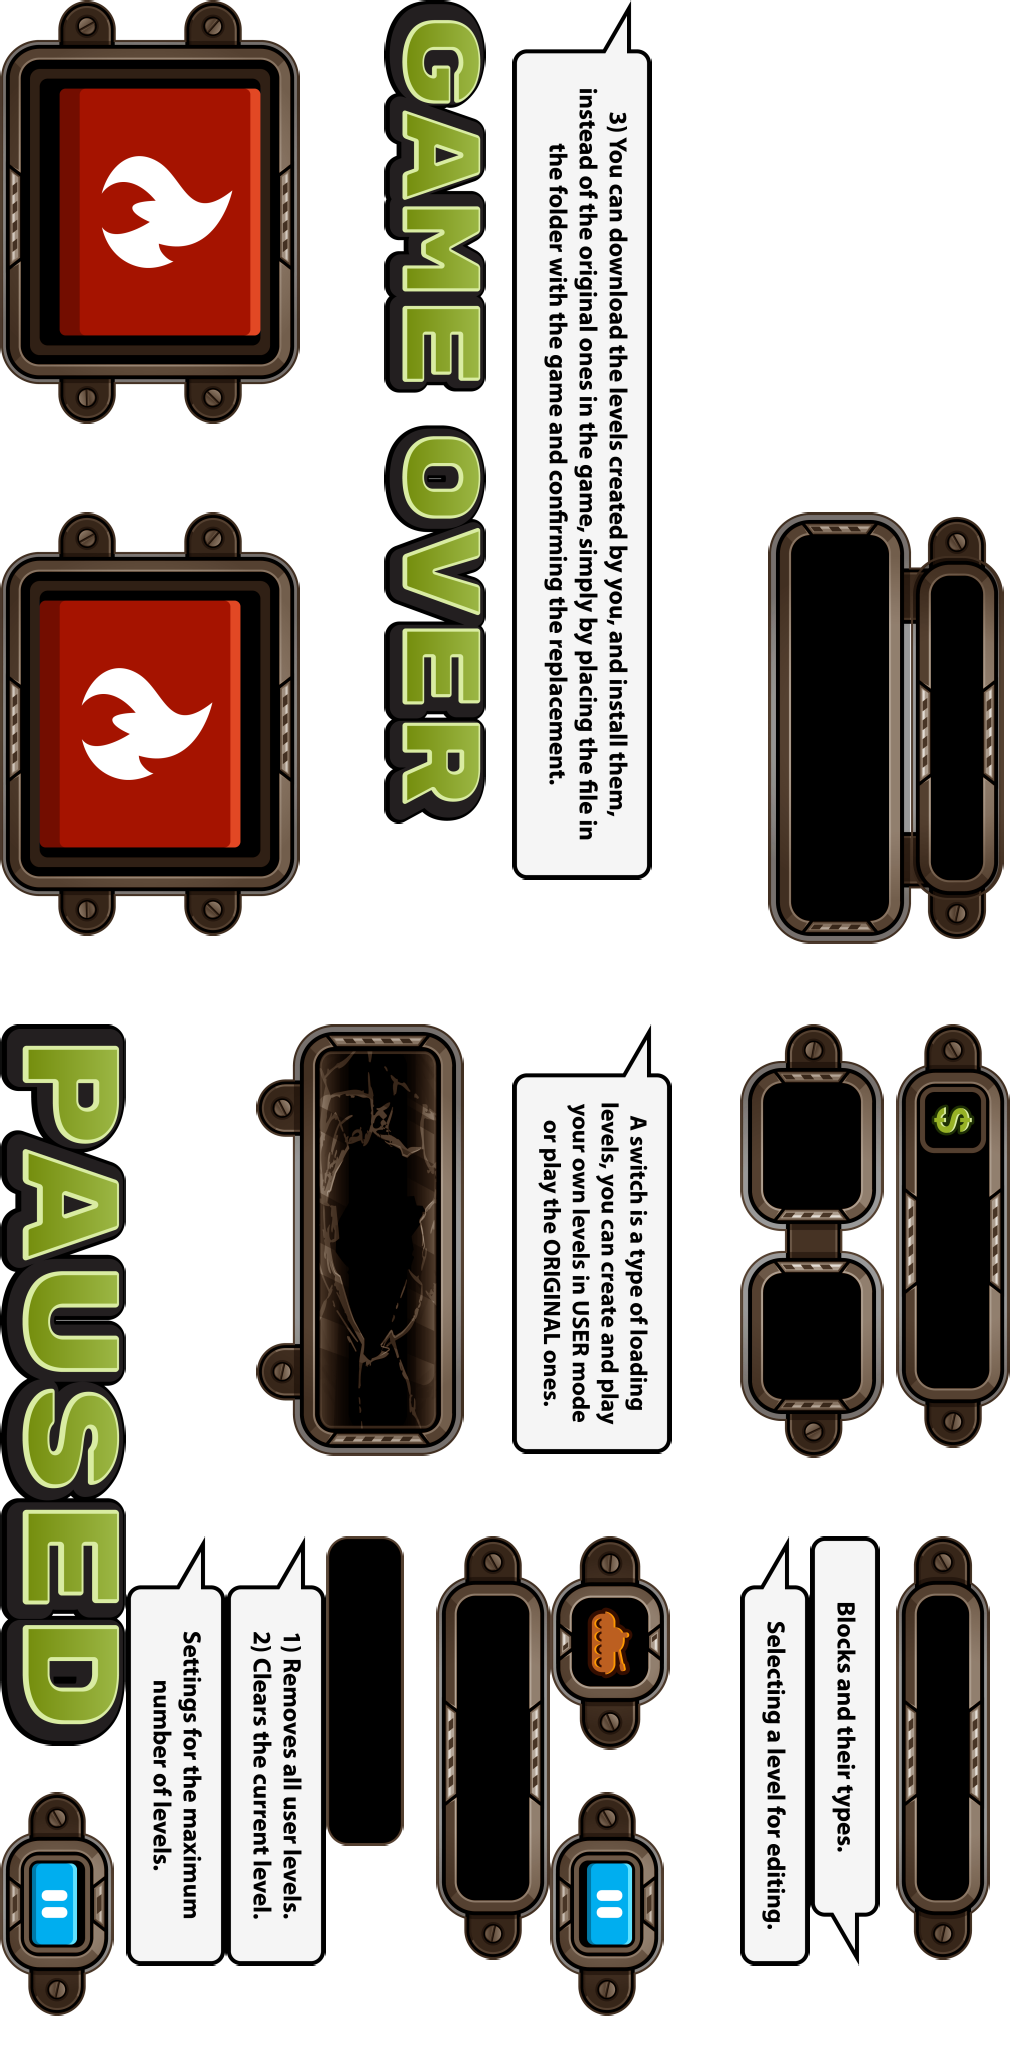 GAME OVER
3) You can download the levels created by you, and install them,
instead of the original ones in the game, simply by placing the file in
the folder with the game and confirming the replacement.
PAUSED
A switch is a type of loading
levels, you can create and play
your own levels in USER mode
or play the ORIGINAL ones.
$
Settings for the maximum
number of levels.
1) Removes all user levels.
2) Clears the current level.
Selecting a level for editing.
Blocks and their types.